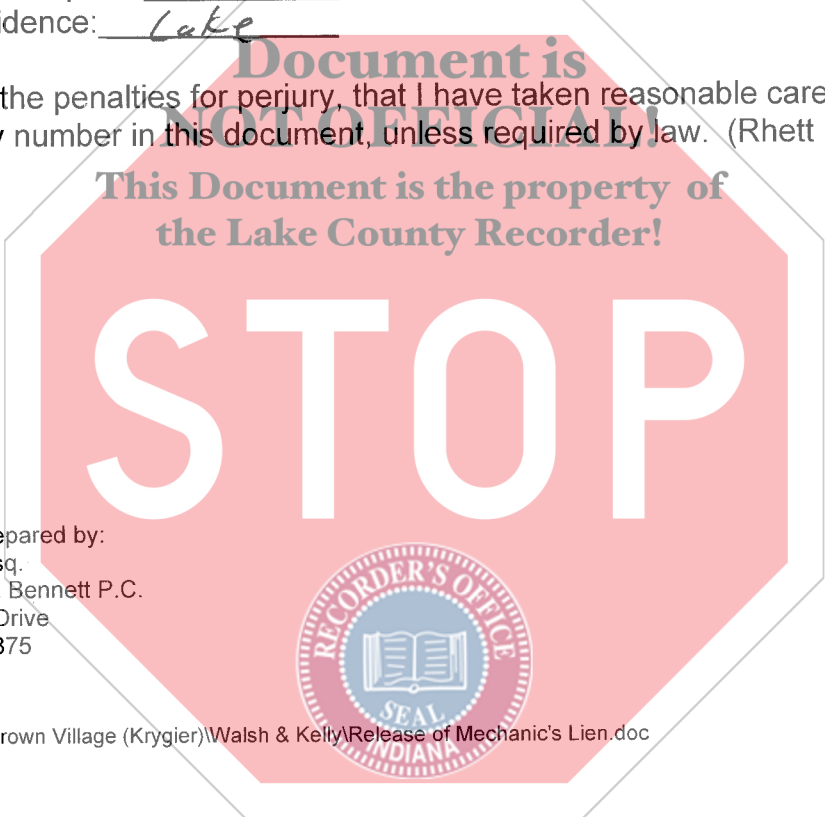 idence: Lake
Document is
the penalties for perjury, that I have taken reasonable care
NOT OFFICIAL!
number in this document, unless required by law. (Rhett
This Document is the property of
the Lake County Recorder!
STOP
epared by:
sq.
Bennett P.C.
Drive
375
RECORDER'S OFFICE
SEAL
INDIANA
rown Village (Krygier)\Walsh & Kelly\Release of Mechanic's Lien.doc